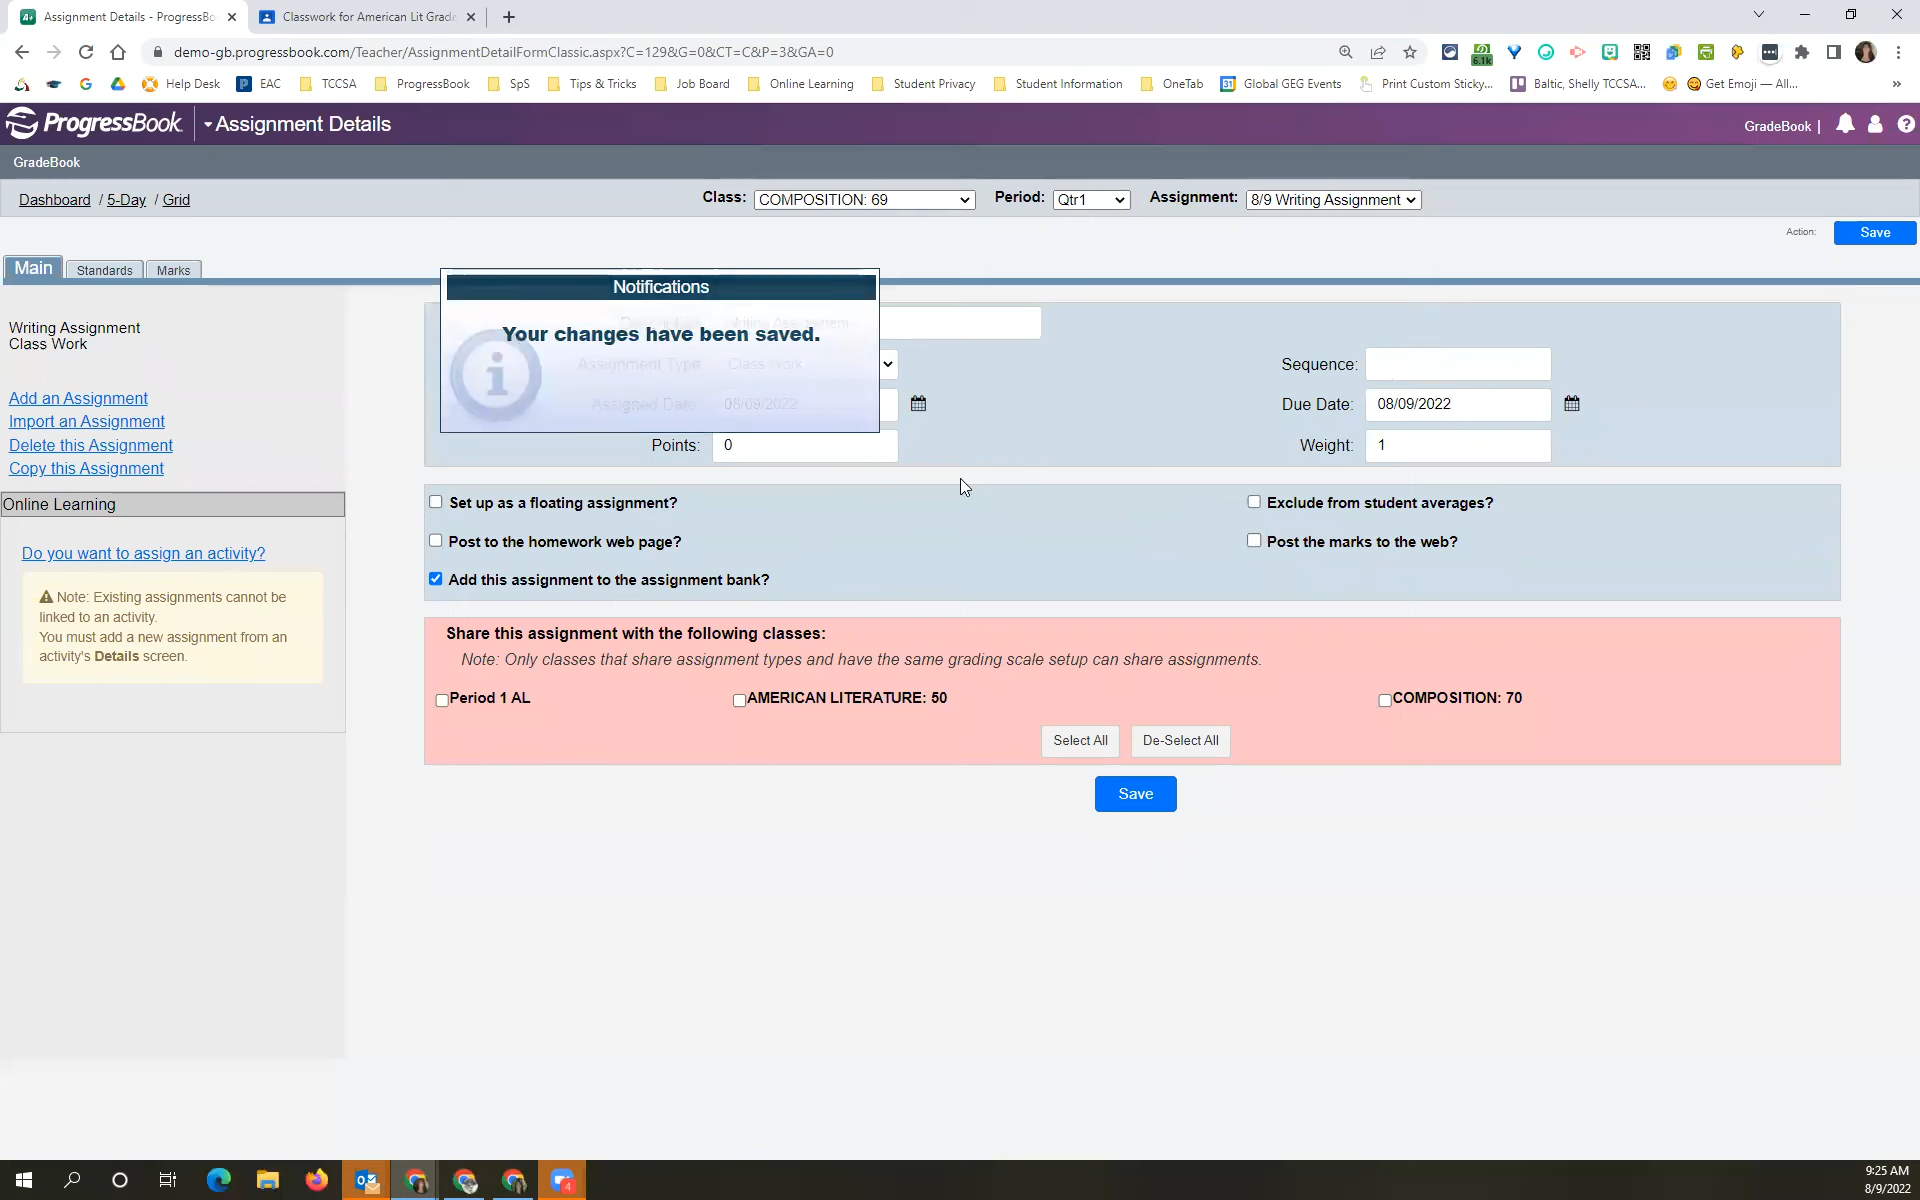 Assignment Details - ProgressBo
Classwork for American Lit Grade
demo-gb.progressbook.com/Teacher/AssignmentDetailFormClassic.aspx?C=129&G=0&CT=C&P=3&GA=0
6.1k
Help Desk
EAC
TCCSA
ProgressBook
SpS
Tips & Tricks
Job Board
Online Learning
Student Privacy
Student Information
OneTab
Global GEG Events
Print Custom Sticky...
Baltic, Shelly TCCSA...
Get Emoji — All...
ProgressBook
Assignment Details
GradeBook |
GradeBook
Dashboard / 5-Day / Grid
Class: COMPOSITION: 69
Period: Qtr1
Assignment: 8/9 Writing Assignment
Action: Save
Main
Standards
Marks
Writing Assignment
Class Work
Add an Assignment
Import an Assignment
Delete this Assignment
Copy this Assignment
Online Learning
Do you want to assign an activity?
Note: Existing assignments cannot be
linked to an activity.
You must add a new assignment from an
activity's Details screen.
Notifications
Your changes have been saved.
Assignment Type: Class Work
Sequence:
Assigned Date: 08/09/2022
Due Date: 08/09/2022
Points: 0
Weight: 1
Set up as a floating assignment?
Exclude from student averages?
Post to the homework web page?
Post the marks to the web?
Add this assignment to the assignment bank?
Share this assignment with the following classes:
Note: Only classes that share assignment types and have the same grading scale setup can share assignments.
Period 1 AL
AMERICAN LITERATURE: 50
COMPOSITION: 70
Select All
De-Select All
Save
4
9:25 AM
8/9/2022